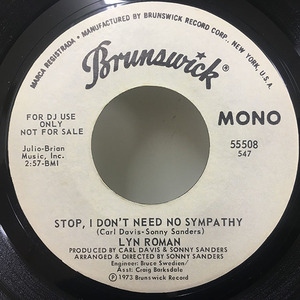 MARCA REGISTRADA · MFD. BY BRUNSWICK RECORD CORP., NEW YORK, U.S.A.
Brunswick
FOR DJ USE
ONLY
NOT FOR SALE
MONO
Julio-Brian
Music, Inc.
2:57-BMI
55508
547
STOP, I DON'T NEED NO SYMPATHY
(Carl Davis-Sonny Sanders)
LYN ROMAN
PRODUCED BY CARL DAVIS & SONNY SANDERS
ARRANGED & DIRECTED BY SONNY SANDERS
Engineer: Bruce Swedien/
Asst: Craig Barksdale
℗1973 Brunswick Record